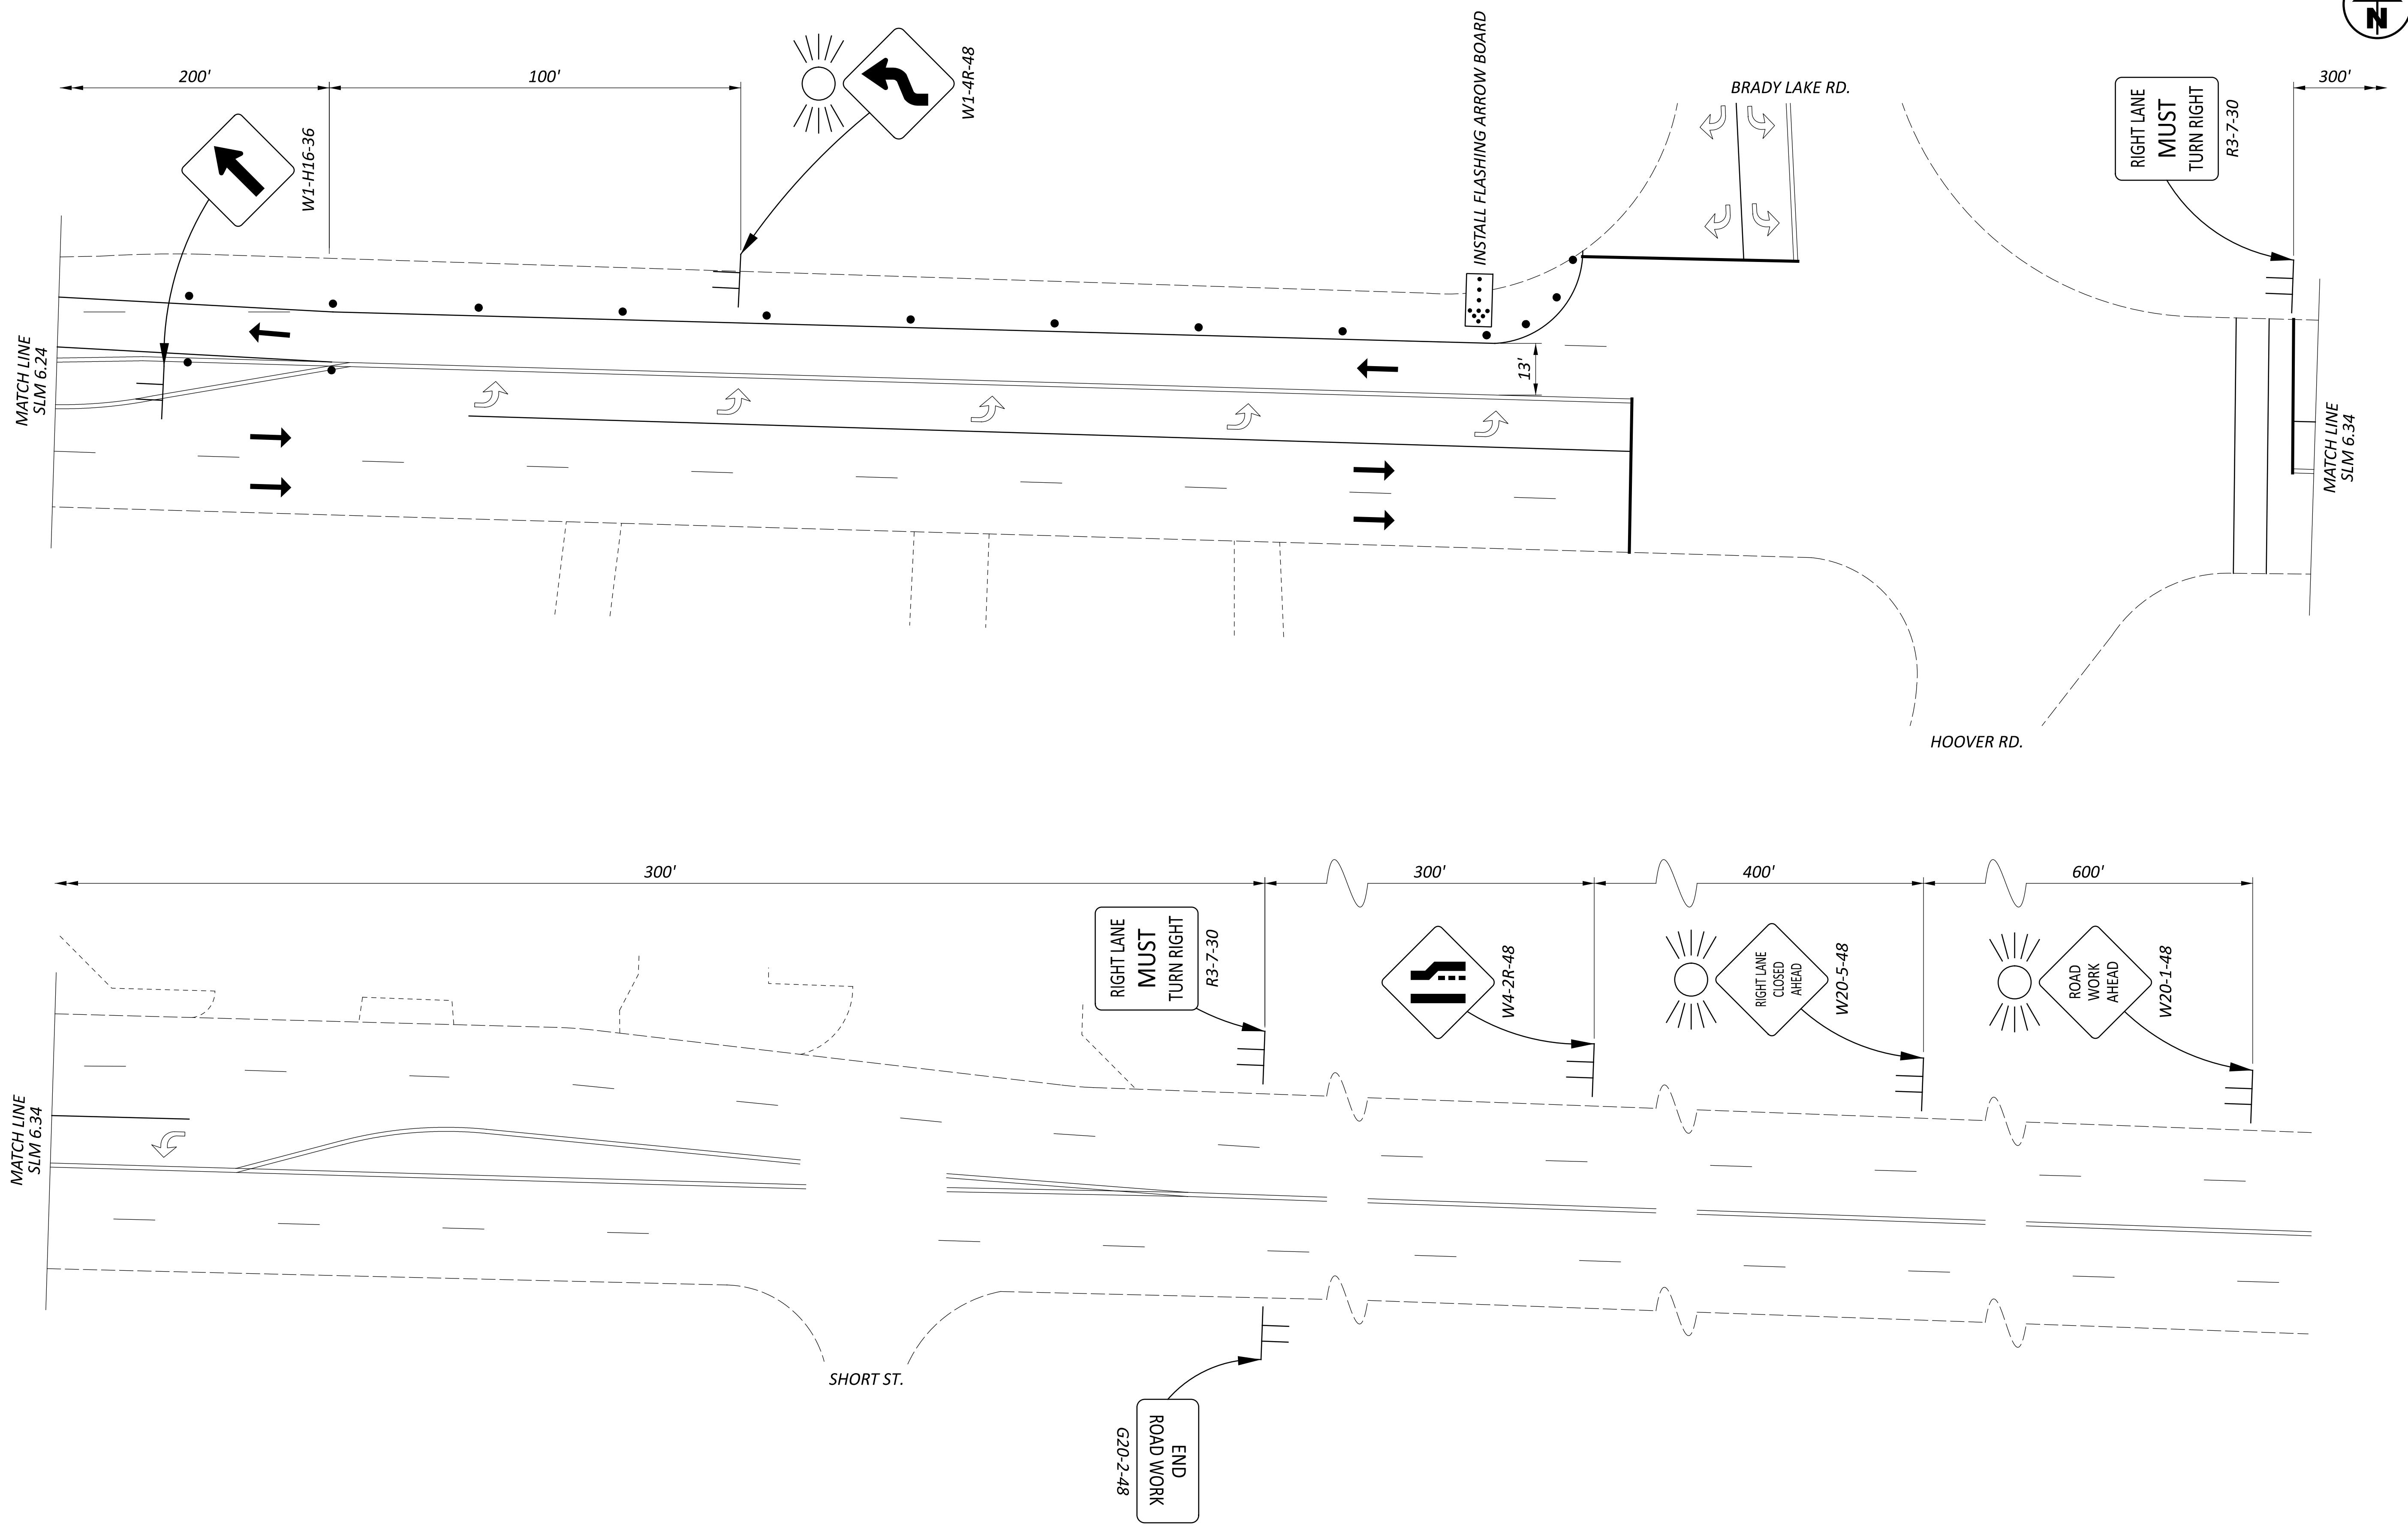 N
200'
100'
W1-4R-48
W1-H16-36
INSTALL FLASHING ARROW BOARD
BRADY LAKE RD.
RIGHT LANE
MUST
TURN RIGHT
R3-7-30
300'
MATCH LINE
SLM 6.24
13'
MATCH LINE
SLM 6.34
HOOVER RD.
300'
300'
400'
600'
RIGHT LANE
MUST
TURN RIGHT
R3-7-30
W4-2R-48
RIGHT LANE
CLOSED
AHEAD
W20-5-48
ROAD
WORK
AHEAD
W20-1-48
MATCH LINE
SLM 6.34
SHORT ST.
END
ROAD WORK
G20-2-48